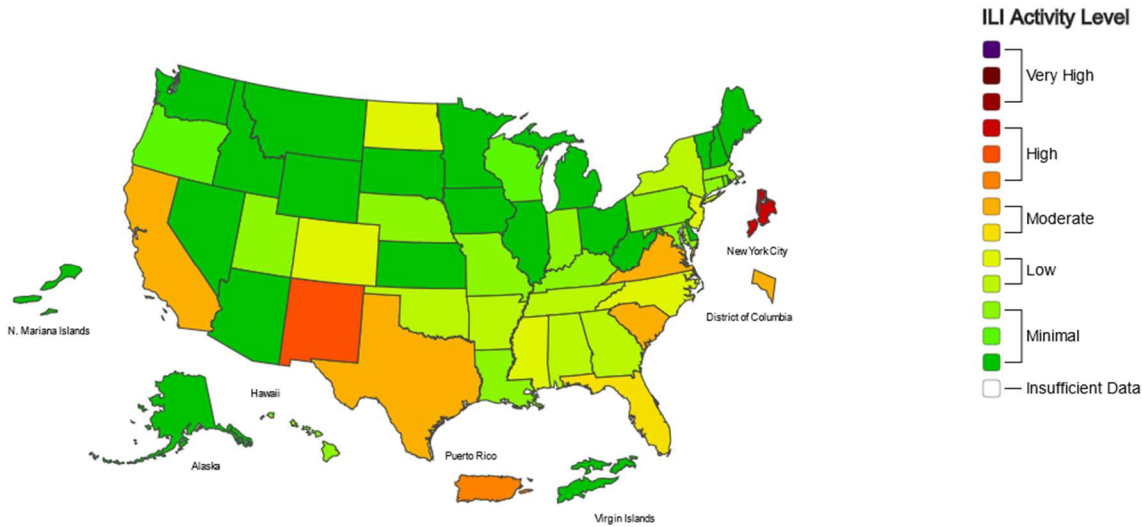 ILI Activity Level
Very High
High
Moderate
Low
Minimal
Insufficient Data
New York City
District of Columbia
N. Mariana Islands
Hawaii
Alaska
Puerto Rico
Virgin Islands